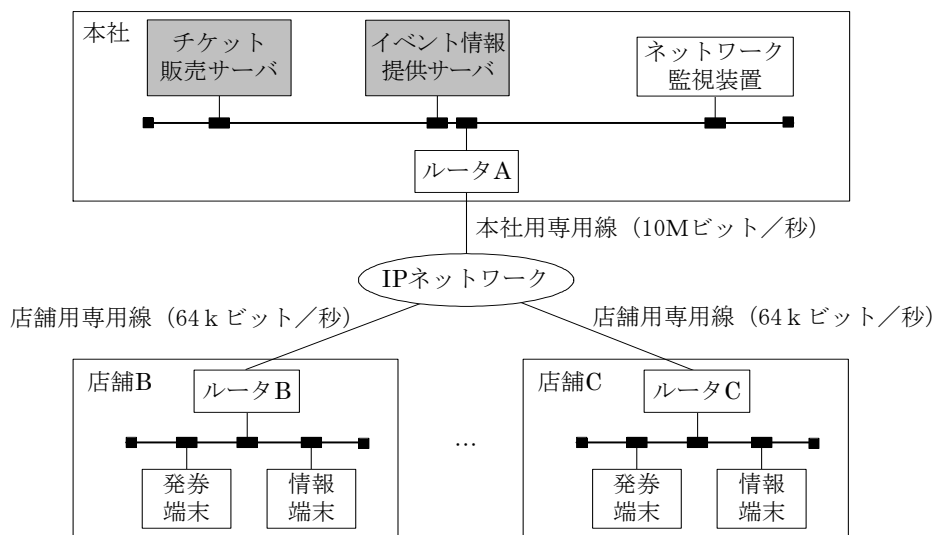 本社
チケット
販売サーバ
イベント情報
提供サーバ
ネットワーク
監視装置
ルータA
本社用専用線（10Mビット／秒）
IPネットワーク
店舗用専用線（64ｋビット／秒）
店舗用専用線（64ｋビット／秒）
店舗B
ルータB
発券
端末
情報
端末
…
店舗C
ルータC
発券
端末
情報
端末